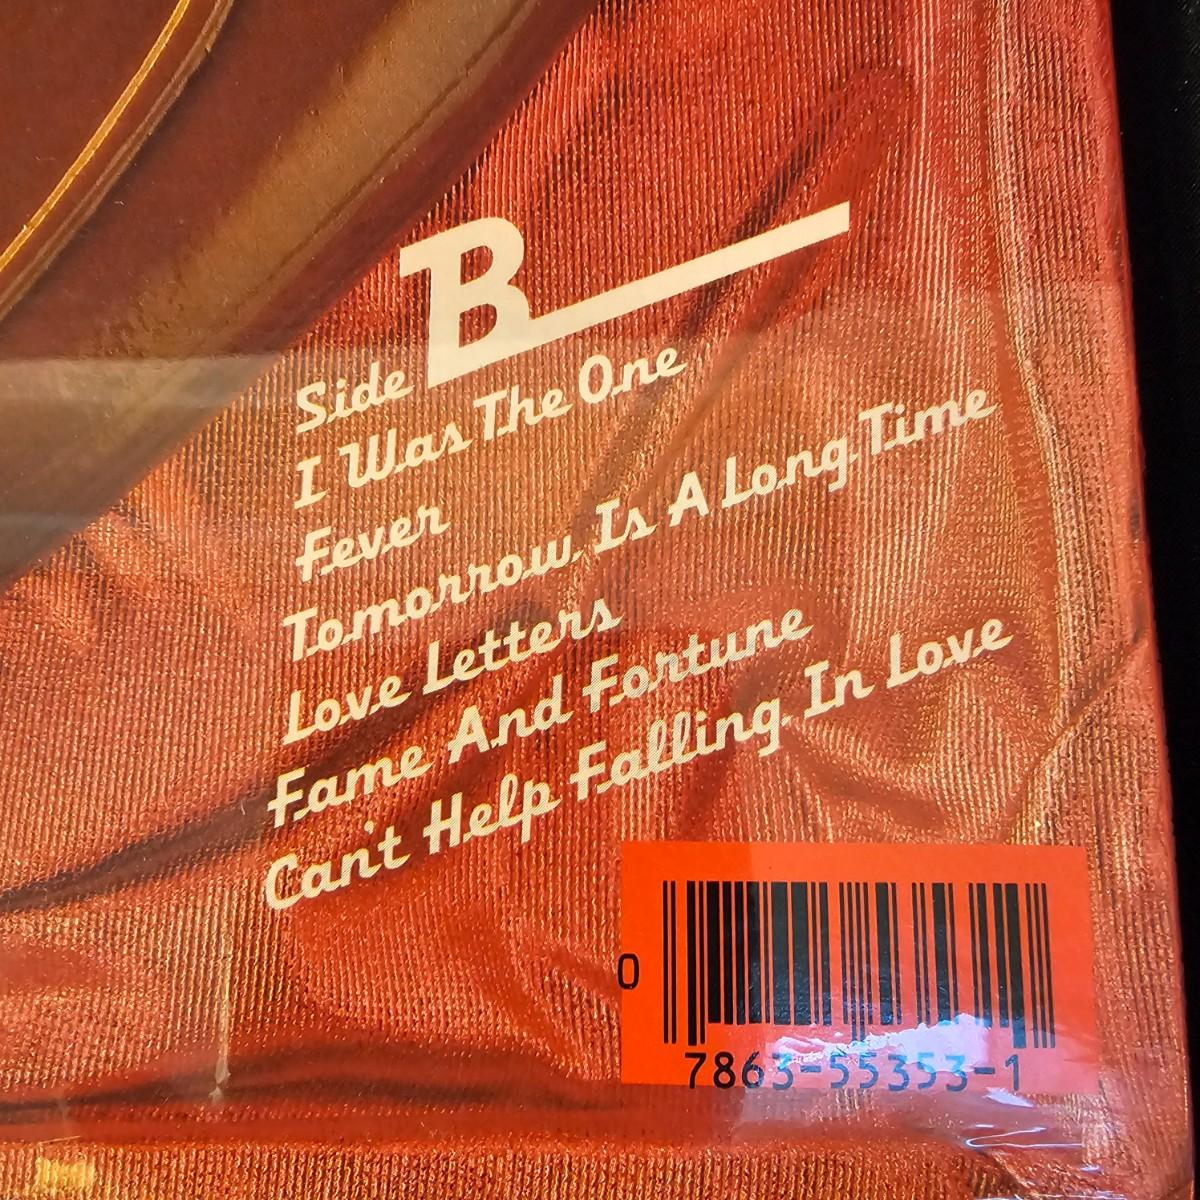 Side B
I Was The One
Fever
Tomorrow Is A Long Time
Love Letters
Fame And Fortune
Can't Help Falling In Love
0
7863-55353-1